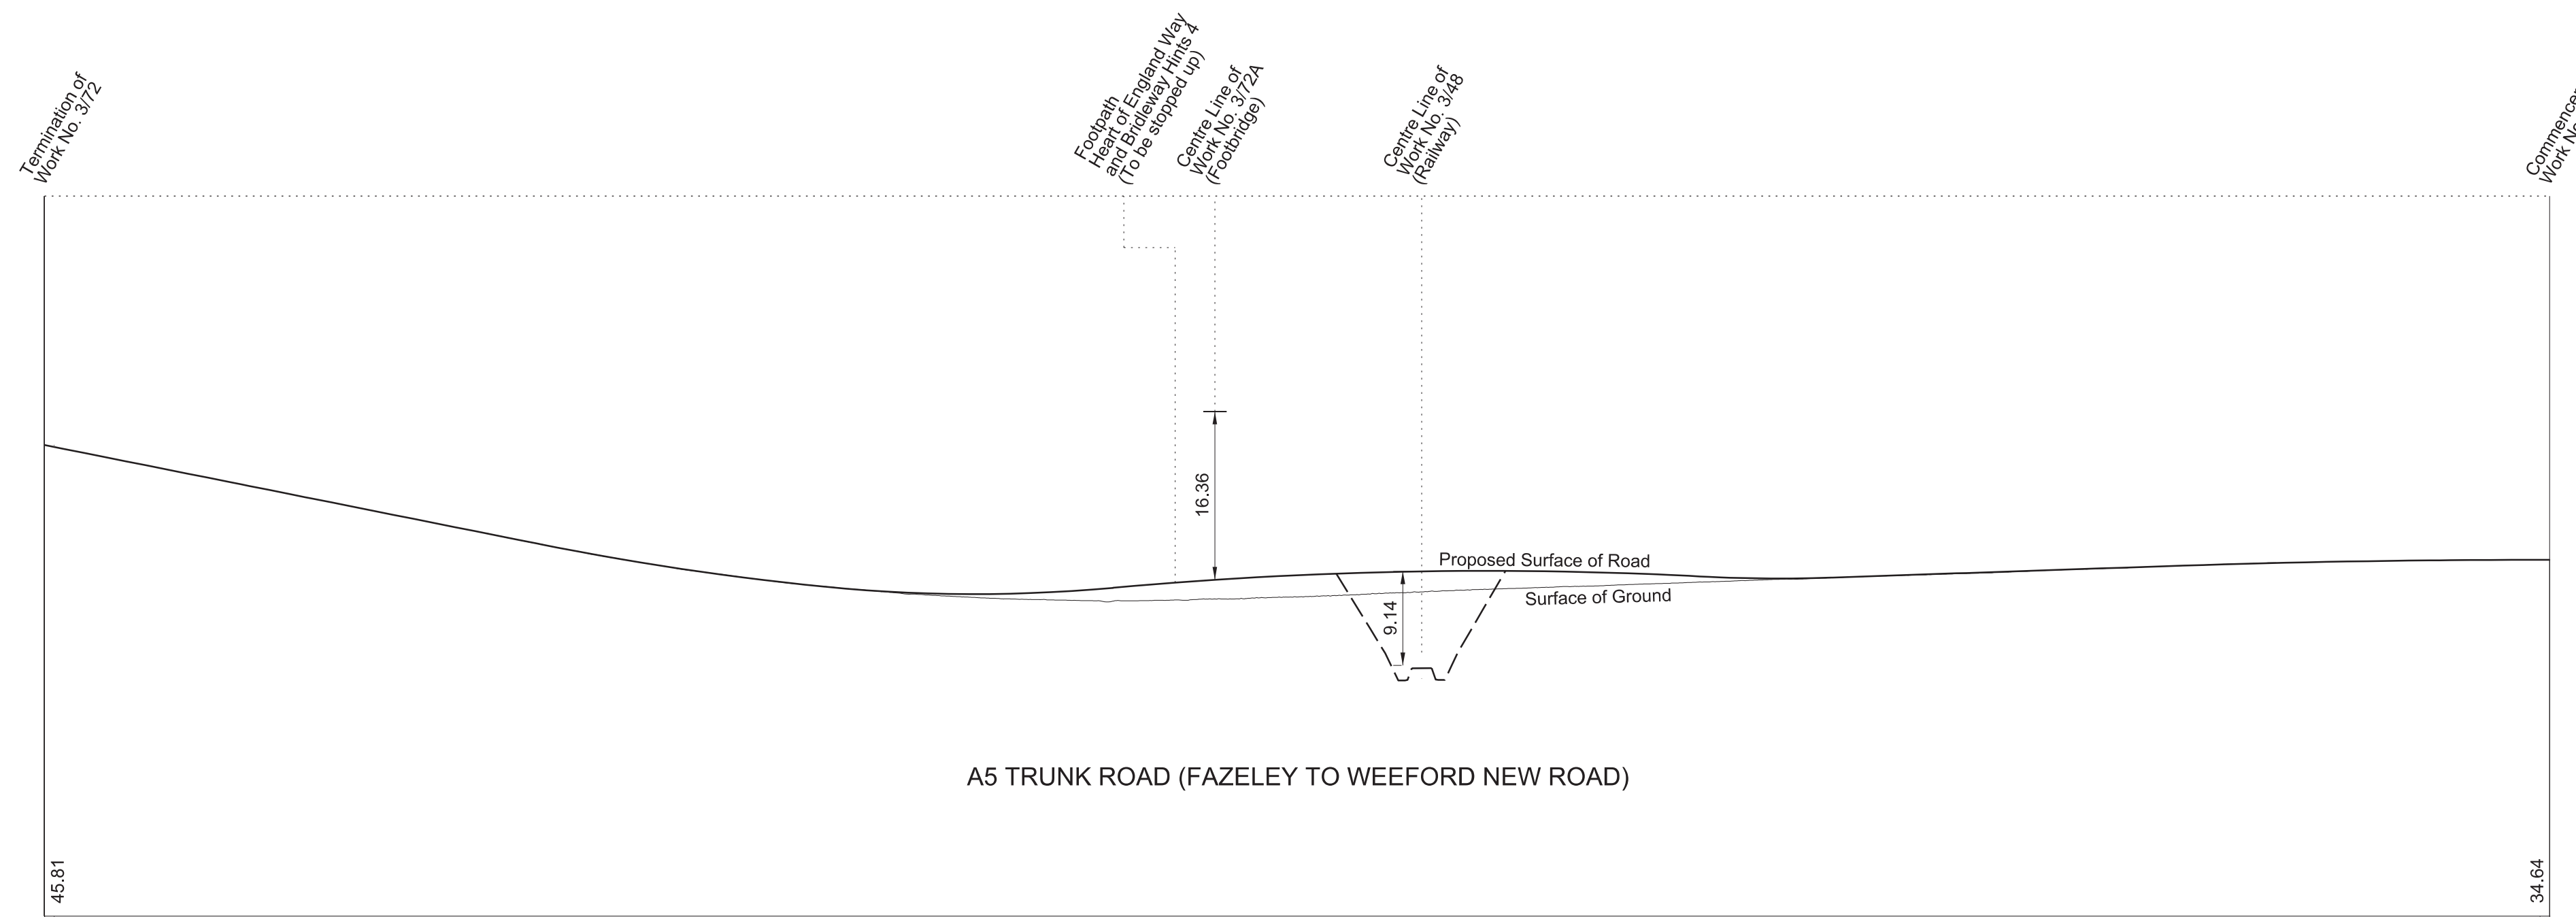 Termination of
Work No. 3/72
Footpath
Heart of England Way
and Bridleway Hints 4
(To be stopped up)
Centre Line of
Work No. 3/72A
(Footbridge)
Centre Line of
Work No. 3/48
(Railway)
Work No
16.36
Proposed Surface of Road
9.14
Surface of Ground
A5 TRUNK ROAD (FAZELEY TO WEEFORD NEW ROAD)
45.81
34.64